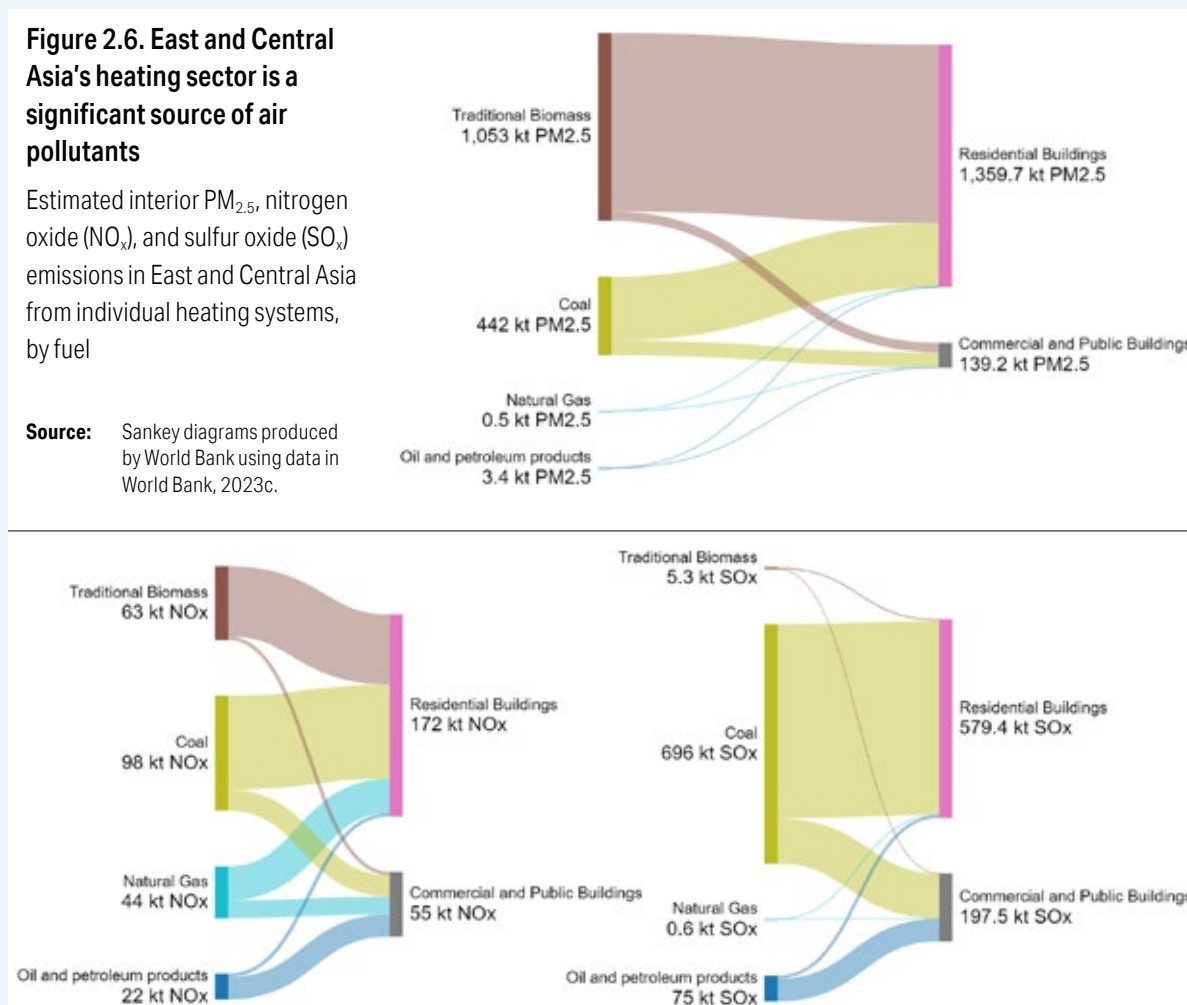 Figure 2.6. East and Central
Asia's heating sector is a
significant source of air
pollutants
Estimated interior PM2.5, nitrogen
oxide (NOx), and sulfur oxide (SOx)
emissions in East and Central Asia
from individual heating systems,
by fuel
Source: Sankey diagrams produced
by World Bank using data in
World Bank, 2023c.
Traditional Biomass
1,053 kt PM2.5
Coal
442 kt PM2.5
Natural Gas
0.5 kt PM2.5
Oil and petroleum products
3.4 kt PM2.5
Residential Buildings
1,359.7 kt PM2.5
Commercial and Public Buildings
139.2 kt PM2.5
Traditional Biomass
63 kt NOx
Coal
98 kt NOx
Natural Gas
44 kt NOx
Oil and petroleum products
22 kt NOx
Residential Buildings
172 kt NOx
Commercial and Public Buildings
55 kt NOx
Traditional Biomass
5.3 kt SOx
Coal
696 kt SOx
Natural Gas
0.6 kt SOx
Oil and petroleum products
75 kt SOx
Residential Buildings
579.4 kt SOx
Commercial and Public Buildings
197.5 kt SOx